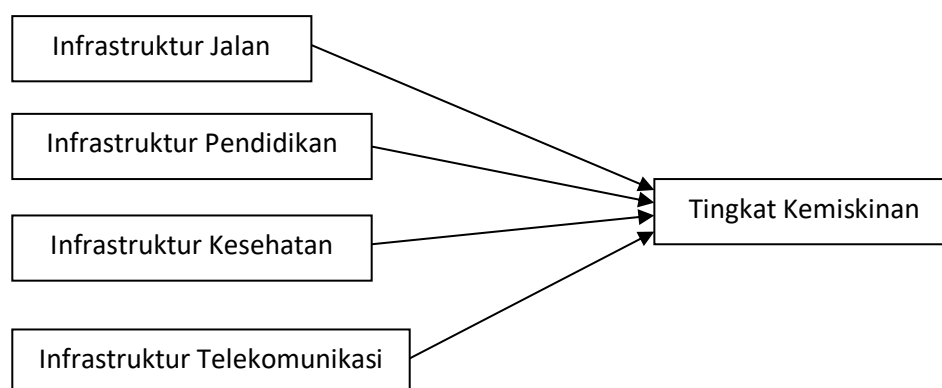 Infrastruktur Jalan
Infrastruktur Pendidikan
Tingkat Kemiskinan
Infrastruktur Kesehatan
Infrastruktur Telekomunikasi